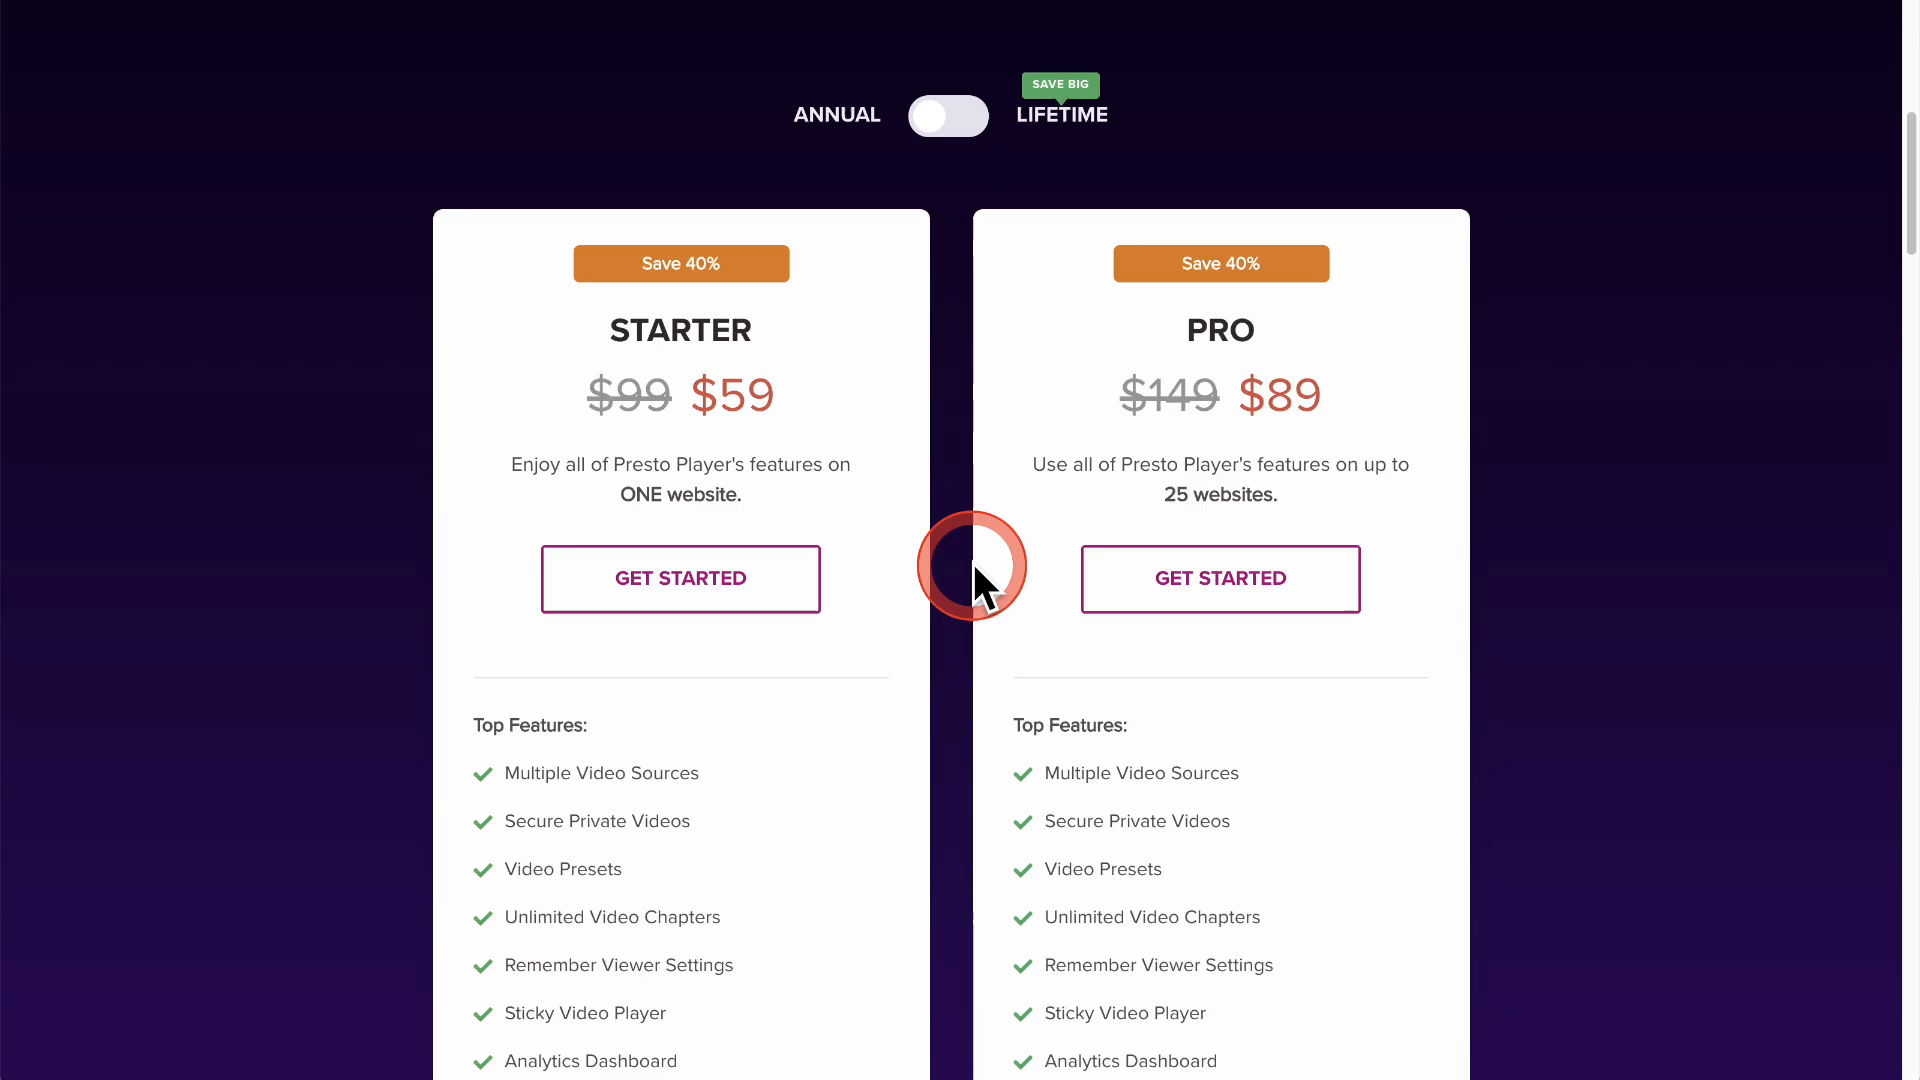 SAVE BIG
ANNUAL LIFETIME
Save 40%
STARTER
$99 $59
Enjoy all of Presto Player's features on
ONE website.
GET STARTED
Top Features:
Multiple Video Sources
Secure Private Videos
Video Presets
Unlimited Video Chapters
Remember Viewer Settings
Sticky Video Player
Analytics Dashboard
Save 40%
PRO
$149 $89
Use all of Presto Player's features on up to
25 websites.
GET STARTED
Top Features:
Multiple Video Sources
Secure Private Videos
Video Presets
Unlimited Video Chapters
Remember Viewer Settings
Sticky Video Player
Analytics Dashboard